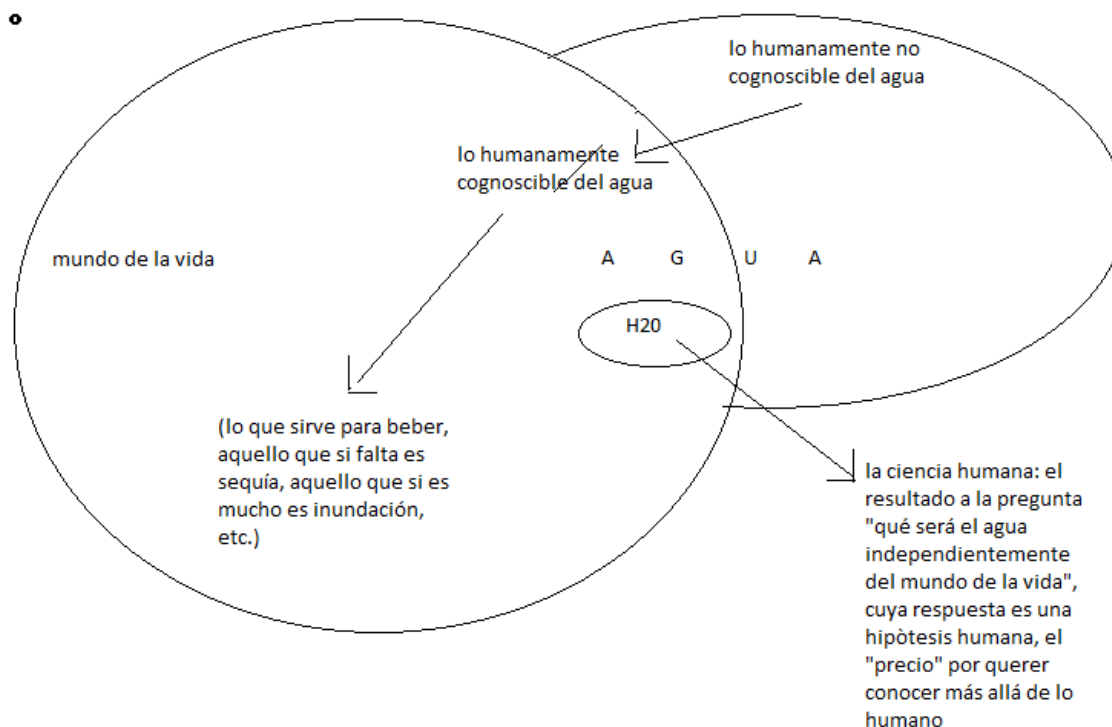 lo humanamente no
cognoscible del agua
lo humanamente
cognoscible del agua
mundo de la vida
A G U A
H20
(lo que sirve para beber,
aquello que si falta es
sequía, aquello que si es
mucho es inundación,
etc.)
la ciencia humana: el
resultado a la pregunta
"qué será el agua
independientemente
del mundo de la vida",
cuya respuesta es una
hipòtesis humana, el
"precio" por querer
conocer más allá de lo
humano